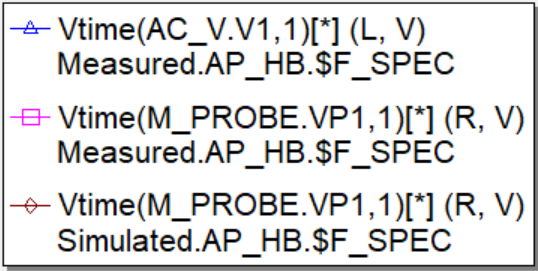 Vtime(AC_V.V1,1)[*] (L, V)
Measured.AP_HB.$F_SPEC
Vtime(M_PROBE.VP1,1)[*] (R, V)
Measured.AP_HB.$F_SPEC
Vtime(M_PROBE.VP1,1)[*] (R, V)
Simulated.AP_HB.$F_SPEC